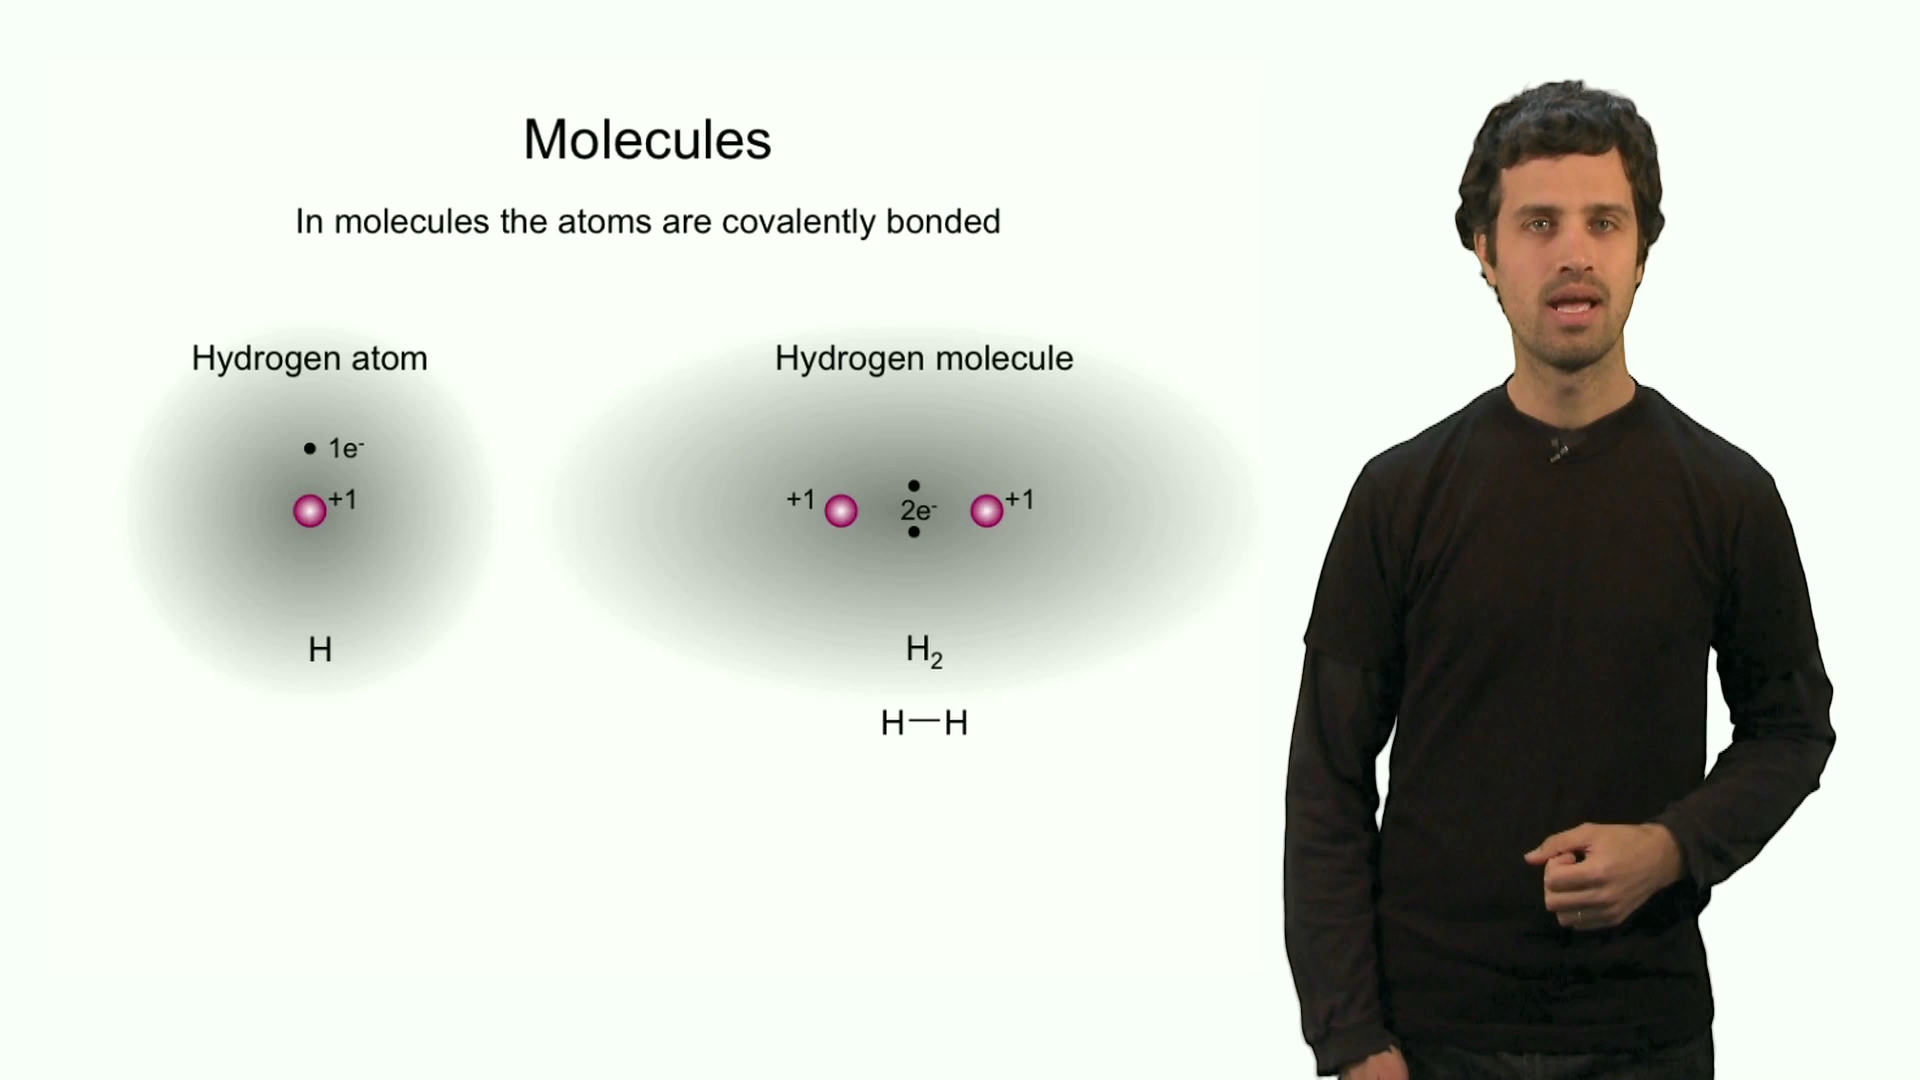 Molecules
In molecules the atoms are covalently bonded
Hydrogen atom
1e⁻
+1
H
Hydrogen molecule
+1 2e⁻ +1
H₂
H—H